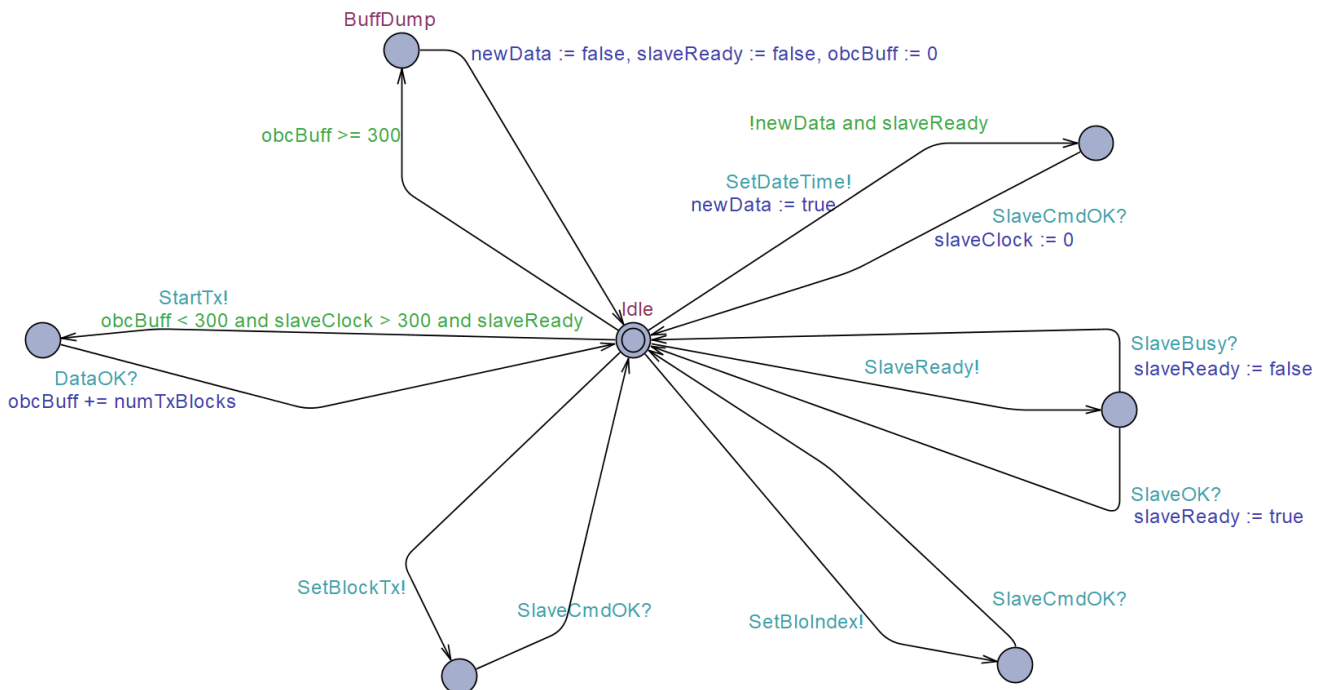 BuffDump
newData := false, slaveReady := false, obcBuff := 0
obcBuff >= 300
!newData and slaveReady
SetDateTime!
newData := true
SlaveCmdOK?
slaveClock := 0
Idle
StartTx!
obcBuff < 300 and slaveClock > 300 and slaveReady
SlaveBusy?
slaveReady := false
SlaveReady!
DataOK?
obcBuff += numTxBlocks
SlaveOK?
slaveReady := true
SetBlockTx!
SlaveCmdOK?
SetBloIndex!
SlaveCmdOK?